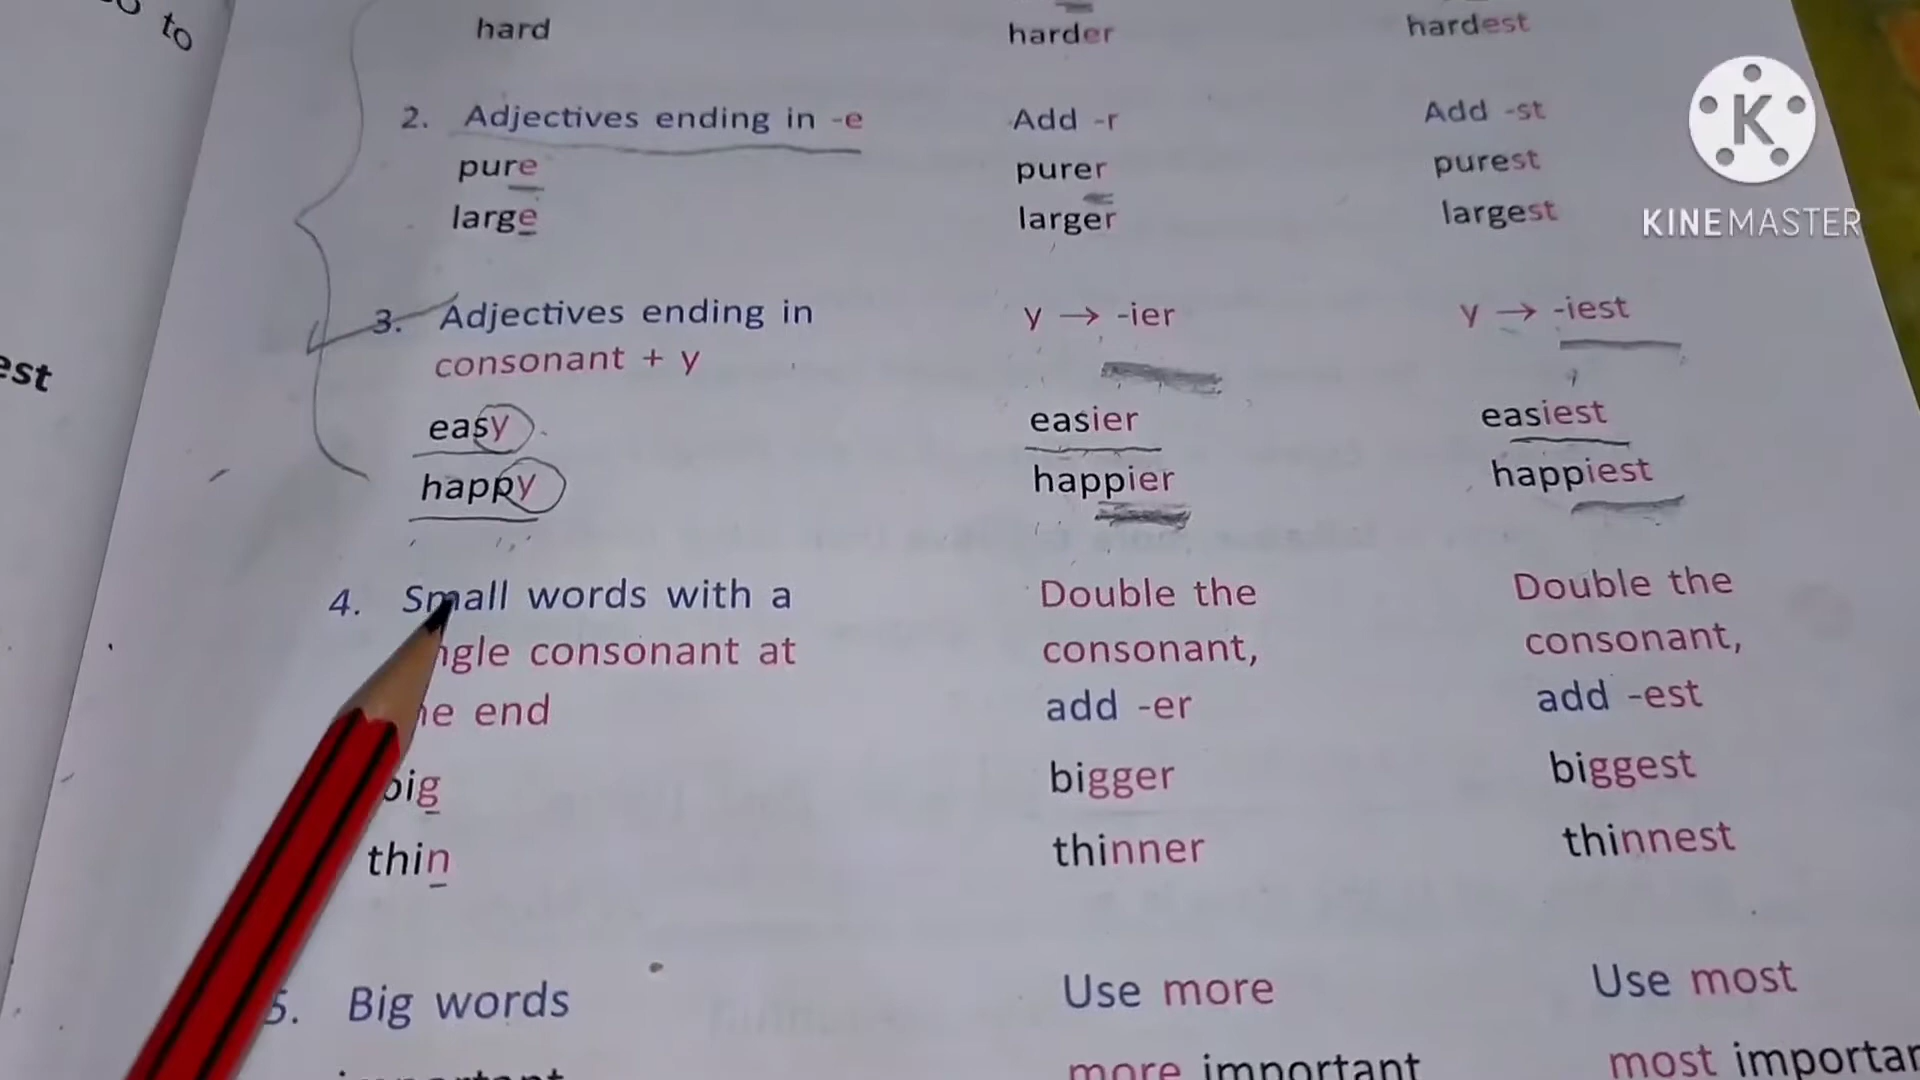 to
hard harder hardest
2. Adjectives ending in -e Add -r Add -st
pure purer purest
large larger largest
KINEMASTER
3. Adjectives ending in y → -ier y → -iest
consonant + y
est
easy easier easiest
happy happier happiest
4. Small words with a Double the Double the
consonant at consonant, consonant,
end add -er add -est
big bigger biggest
thin thinner thinnest
5. Big words Use more Use most
important more important most importan